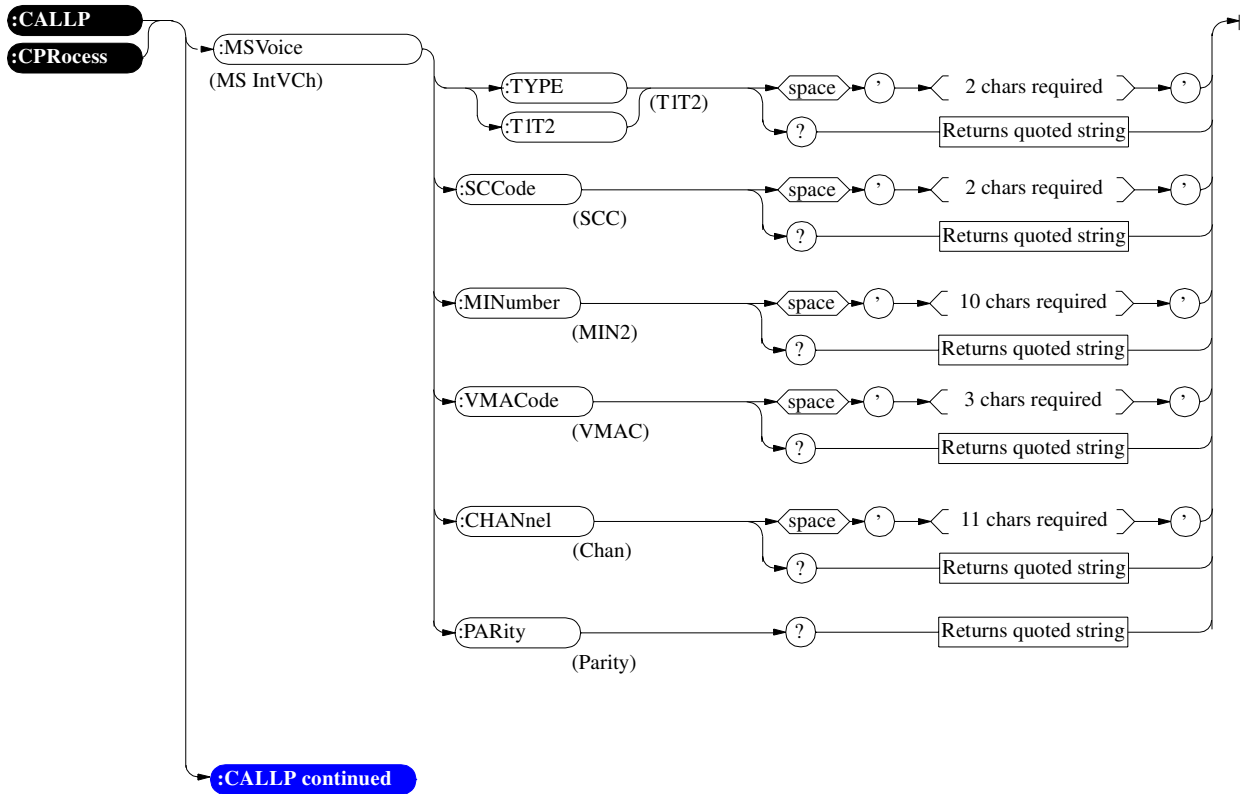 :CALLP
:CPRocess
:MSVoice
(MS IntVCh)
:TYPE
:T1T2
(T1T2)
space ’ 2 chars required ’
? Returns quoted string
:SCCode
(SCC)
space ’ 2 chars required ’
? Returns quoted string
:MINumber
(MIN2)
space ’ 10 chars required ’
? Returns quoted string
:VMACode
(VMAC)
space ’ 3 chars required ’
? Returns quoted string
:CHANnel
(Chan)
space ’ 11 chars required ’
? Returns quoted string
:PARity
(Parity)
? Returns quoted string
:CALLP continued